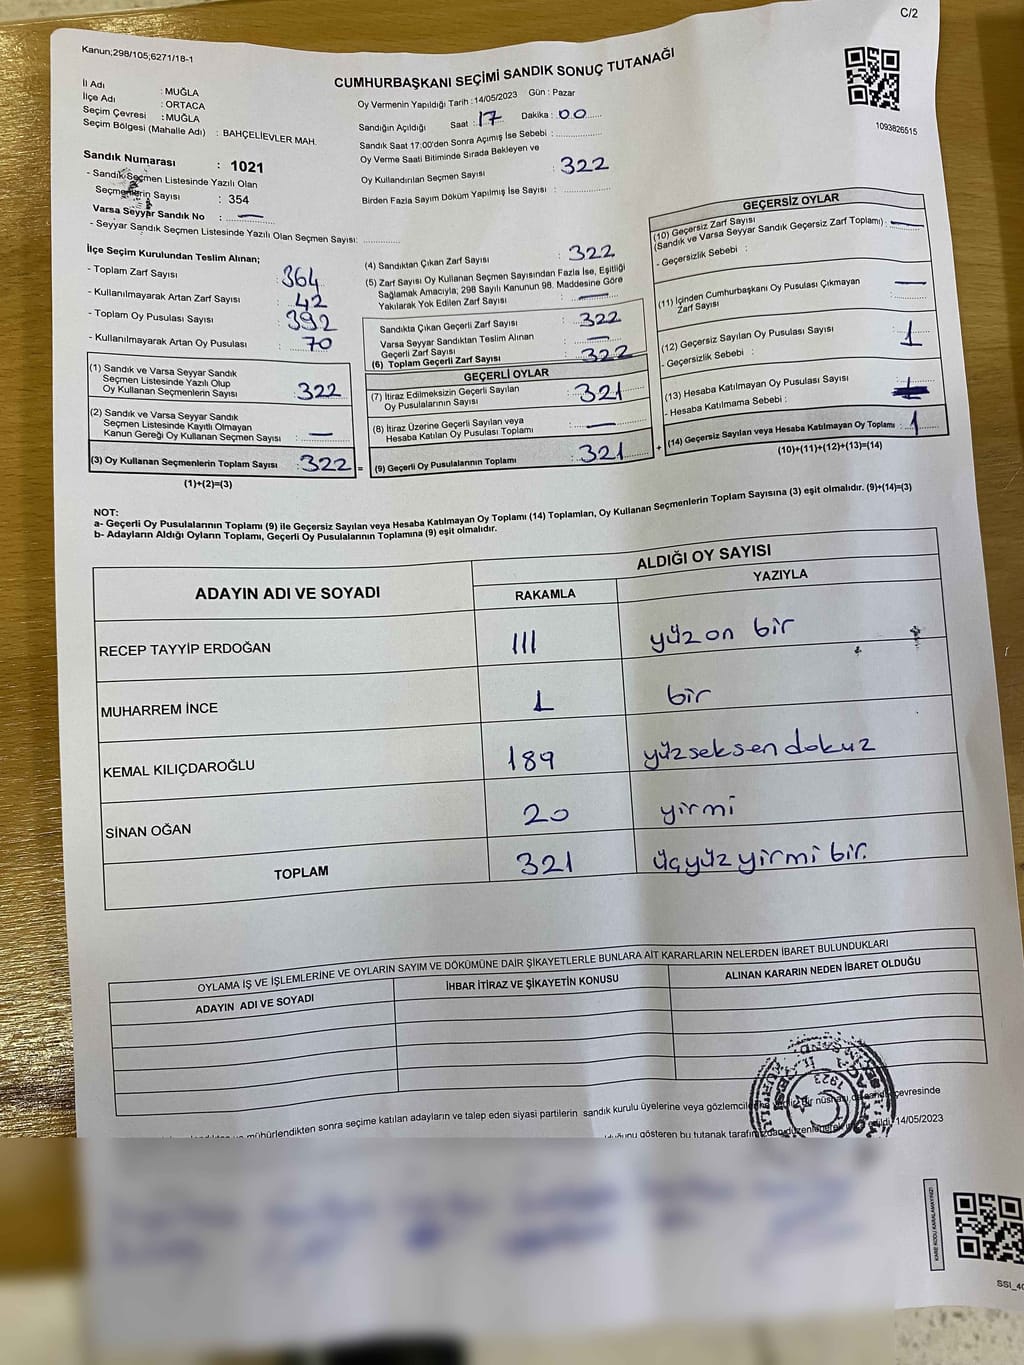 C/2
Kanun;298/105;6271/18-1
CUMHURBAŞKANI SEÇİMİ SANDIK SONUÇ TUTANAĞI
1093826515
İl Adı : MUĞLA
İlçe Adı : ORTACA
Seçim Çevresi : MUĞLA
Seçim Bölgesi (Mahalle Adı) : BAHÇELİEVLER MAH.
Sandık Numarası : 1021
- Sandık Seçmen Listesinde Yazılı Olan
Seçmenlerin Sayısı : 354
Varsa Seyyar Sandık No : —
- Seyyar Sandık Seçmen Listesinde Yazılı Olan Seçmen Sayısı: ..............
Oy Vermenin Yapıldığı Tarih : 14/05/2023 Gün : Pazar
Sandığın Açıldığı Saat : 17 Dakika : 00
Sandık Saat 17:00'den Sonra Açımış İse Sebebi : ..............
Oy Verme Saati Bitiminde Sırada Bekleyen ve
Oy Kullandırılan Seçmen Sayısı : 322
Birden Fazla Sayım Döküm Yapılmış İse Sayısı : ..............
İlçe Seçim Kurulundan Teslim Alınan;
- Toplam Zarf Sayısı : 364
- Kullanılmayarak Artan Zarf Sayısı : 42
- Toplam Oy Pusulası Sayısı : 392
- Kullanılmayarak Artan Oy Pusulası : 70
(1) Sandık ve Varsa Seyyar Sandık
Seçmen Listesinde Yazılı Olup
Oy Kullanan Seçmenlerin Sayısı : 322
(2) Sandık ve Varsa Seyyar Sandık
Seçmen Listesinde Kayıtlı Olmayan
Kanun Gereği Oy Kullanan Seçmen Sayısı : —
(3) Oy Kullanan Seçmenlerin Toplam Sayısı : 322 =
(1)+(2)=(3)
(4) Sandıktan Çıkan Zarf Sayısı : 322
(5) Zarf Sayısı Oy Kullanan Seçmen Sayısından Fazla İse, Eşitliği
Sağlamak Amacıyla; 298 Sayılı Kanunun 98. Maddesine Göre
Yakılarak Yok Edilen Zarf Sayısı : —
Sandıkta Çıkan Geçerli Zarf Sayısı : 322
Varsa Seyyar Sandıktan Teslim Alınan
Geçerli Zarf Sayısı : —
(6) Toplam Geçerli Zarf Sayısı : 322
GEÇERLİ OYLAR
(7) İtiraz Edilmeksizin Geçerli Sayılan
Oy Pusulalarının Sayısı : 321
(8) İtiraz Üzerine Geçerli Sayılan veya
Hesaba Katılan Oy Pusulası Toplamı : —
(9) Geçerli Oy Pusulalarının Toplamı : 321 +
GEÇERSİZ OYLAR
(10) Geçersiz Zarf Sayısı
(Sandık ve Varsa Seyyar Sandık Geçersiz Zarf Toplamı) : —
- Geçersizlik Sebebi :
(11) İçinden Cumhurbaşkanı Oy Pusulası Çıkmayan
Zarf Sayısı : —
(12) Geçersiz Sayılan Oy Pusulası Sayısı : 1
- Geçersizlik Sebebi :
(13) Hesaba Katılmayan Oy Pusulası Sayısı :
- Hesaba Katılmama Sebebi :
(14) Geçersiz Sayılan veya Hesaba Katılmayan Oy Toplamı : 1
(10)+(11)+(12)+(13)=(14)
NOT:
a- Geçerli Oy Pusulalarının Toplamı (9) ile Geçersiz Sayılan veya Hesaba Katılmayan Oy Toplamı (14) Toplamları, Oy Kullanan Seçmenlerin Toplam Sayısına (3) eşit olmalıdır. (9)+(14)=(3)
b- Adayların Aldığı Oyların Toplamı, Geçerli Oy Pusulalarının Toplamına (9) eşit olmalıdır.
ADAYIN ADI VE SOYADI ALDIĞI OY SAYISI
RAKAMLA YAZIYLA
RECEP TAYYİP ERDOĞAN 111 yüz on bir
MUHARREM İNCE 1 bir
KEMAL KILIÇDAROĞLU 189 yüzseksen dokuz
SİNAN OĞAN 20 yirmi
TOPLAM 321 üçyüz yirmi bir.
OYLAMA İŞ VE İŞLEMLERİNE VE OYLARIN SAYIM VE DÖKÜMÜNE DAİR ŞİKAYETLERLE BUNLARA AİT KARARLARIN NELERDEN İBARET BULUNDUKLARI
ADAYIN ADI VE SOYADI İHBAR İTİRAZ VE ŞİKAYETİN KONUSU ALINAN KARARIN NEDEN İBARET OLDUĞU
mühürlendikten sonra seçime katılan adayların ve talep eden siyasi partilerin sandık kurulu üyelerine veya bir nüshası çevresinde
gösteren bu tutanak 14/05/2023
1923
KARE KODU KARALAMAYINIZ!